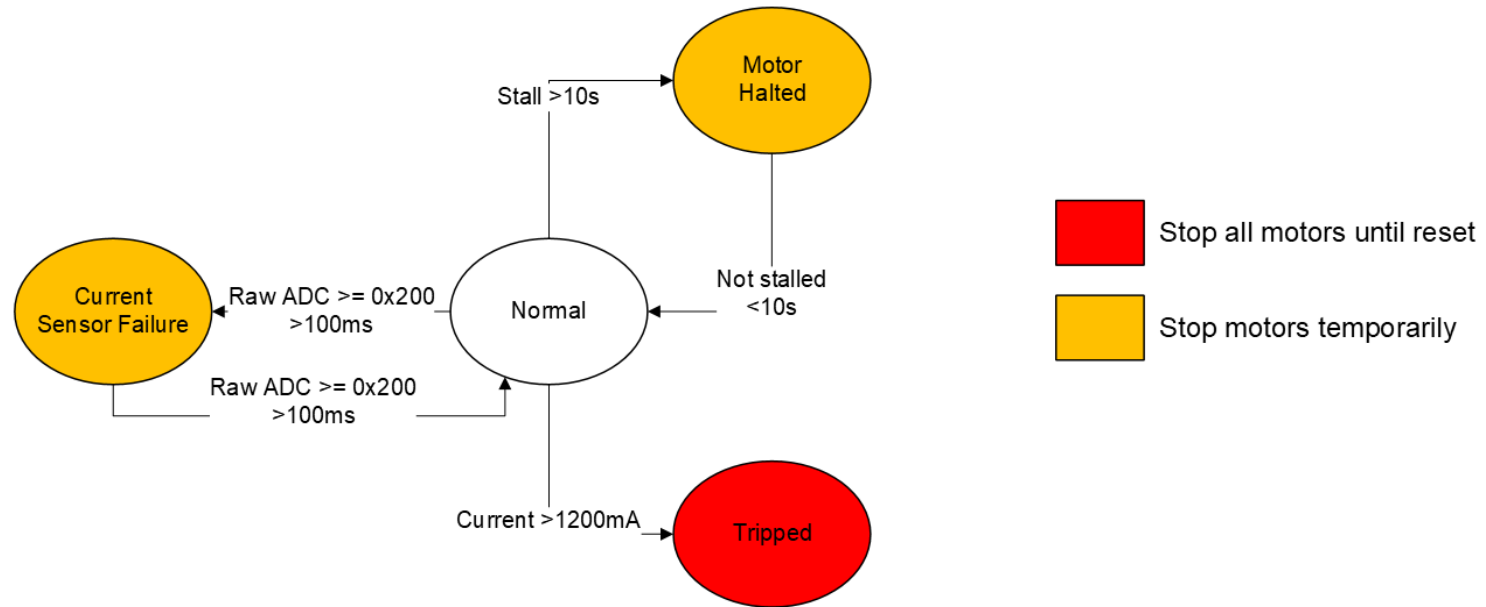 Motor
Halted
Stall >10s
Stop all motors until reset
Not stalled
<10s
Current
Sensor Failure
Raw ADC >= 0x200
>100ms
Normal
Stop motors temporarily
Raw ADC >= 0x200
>100ms
Current >1200mA
Tripped